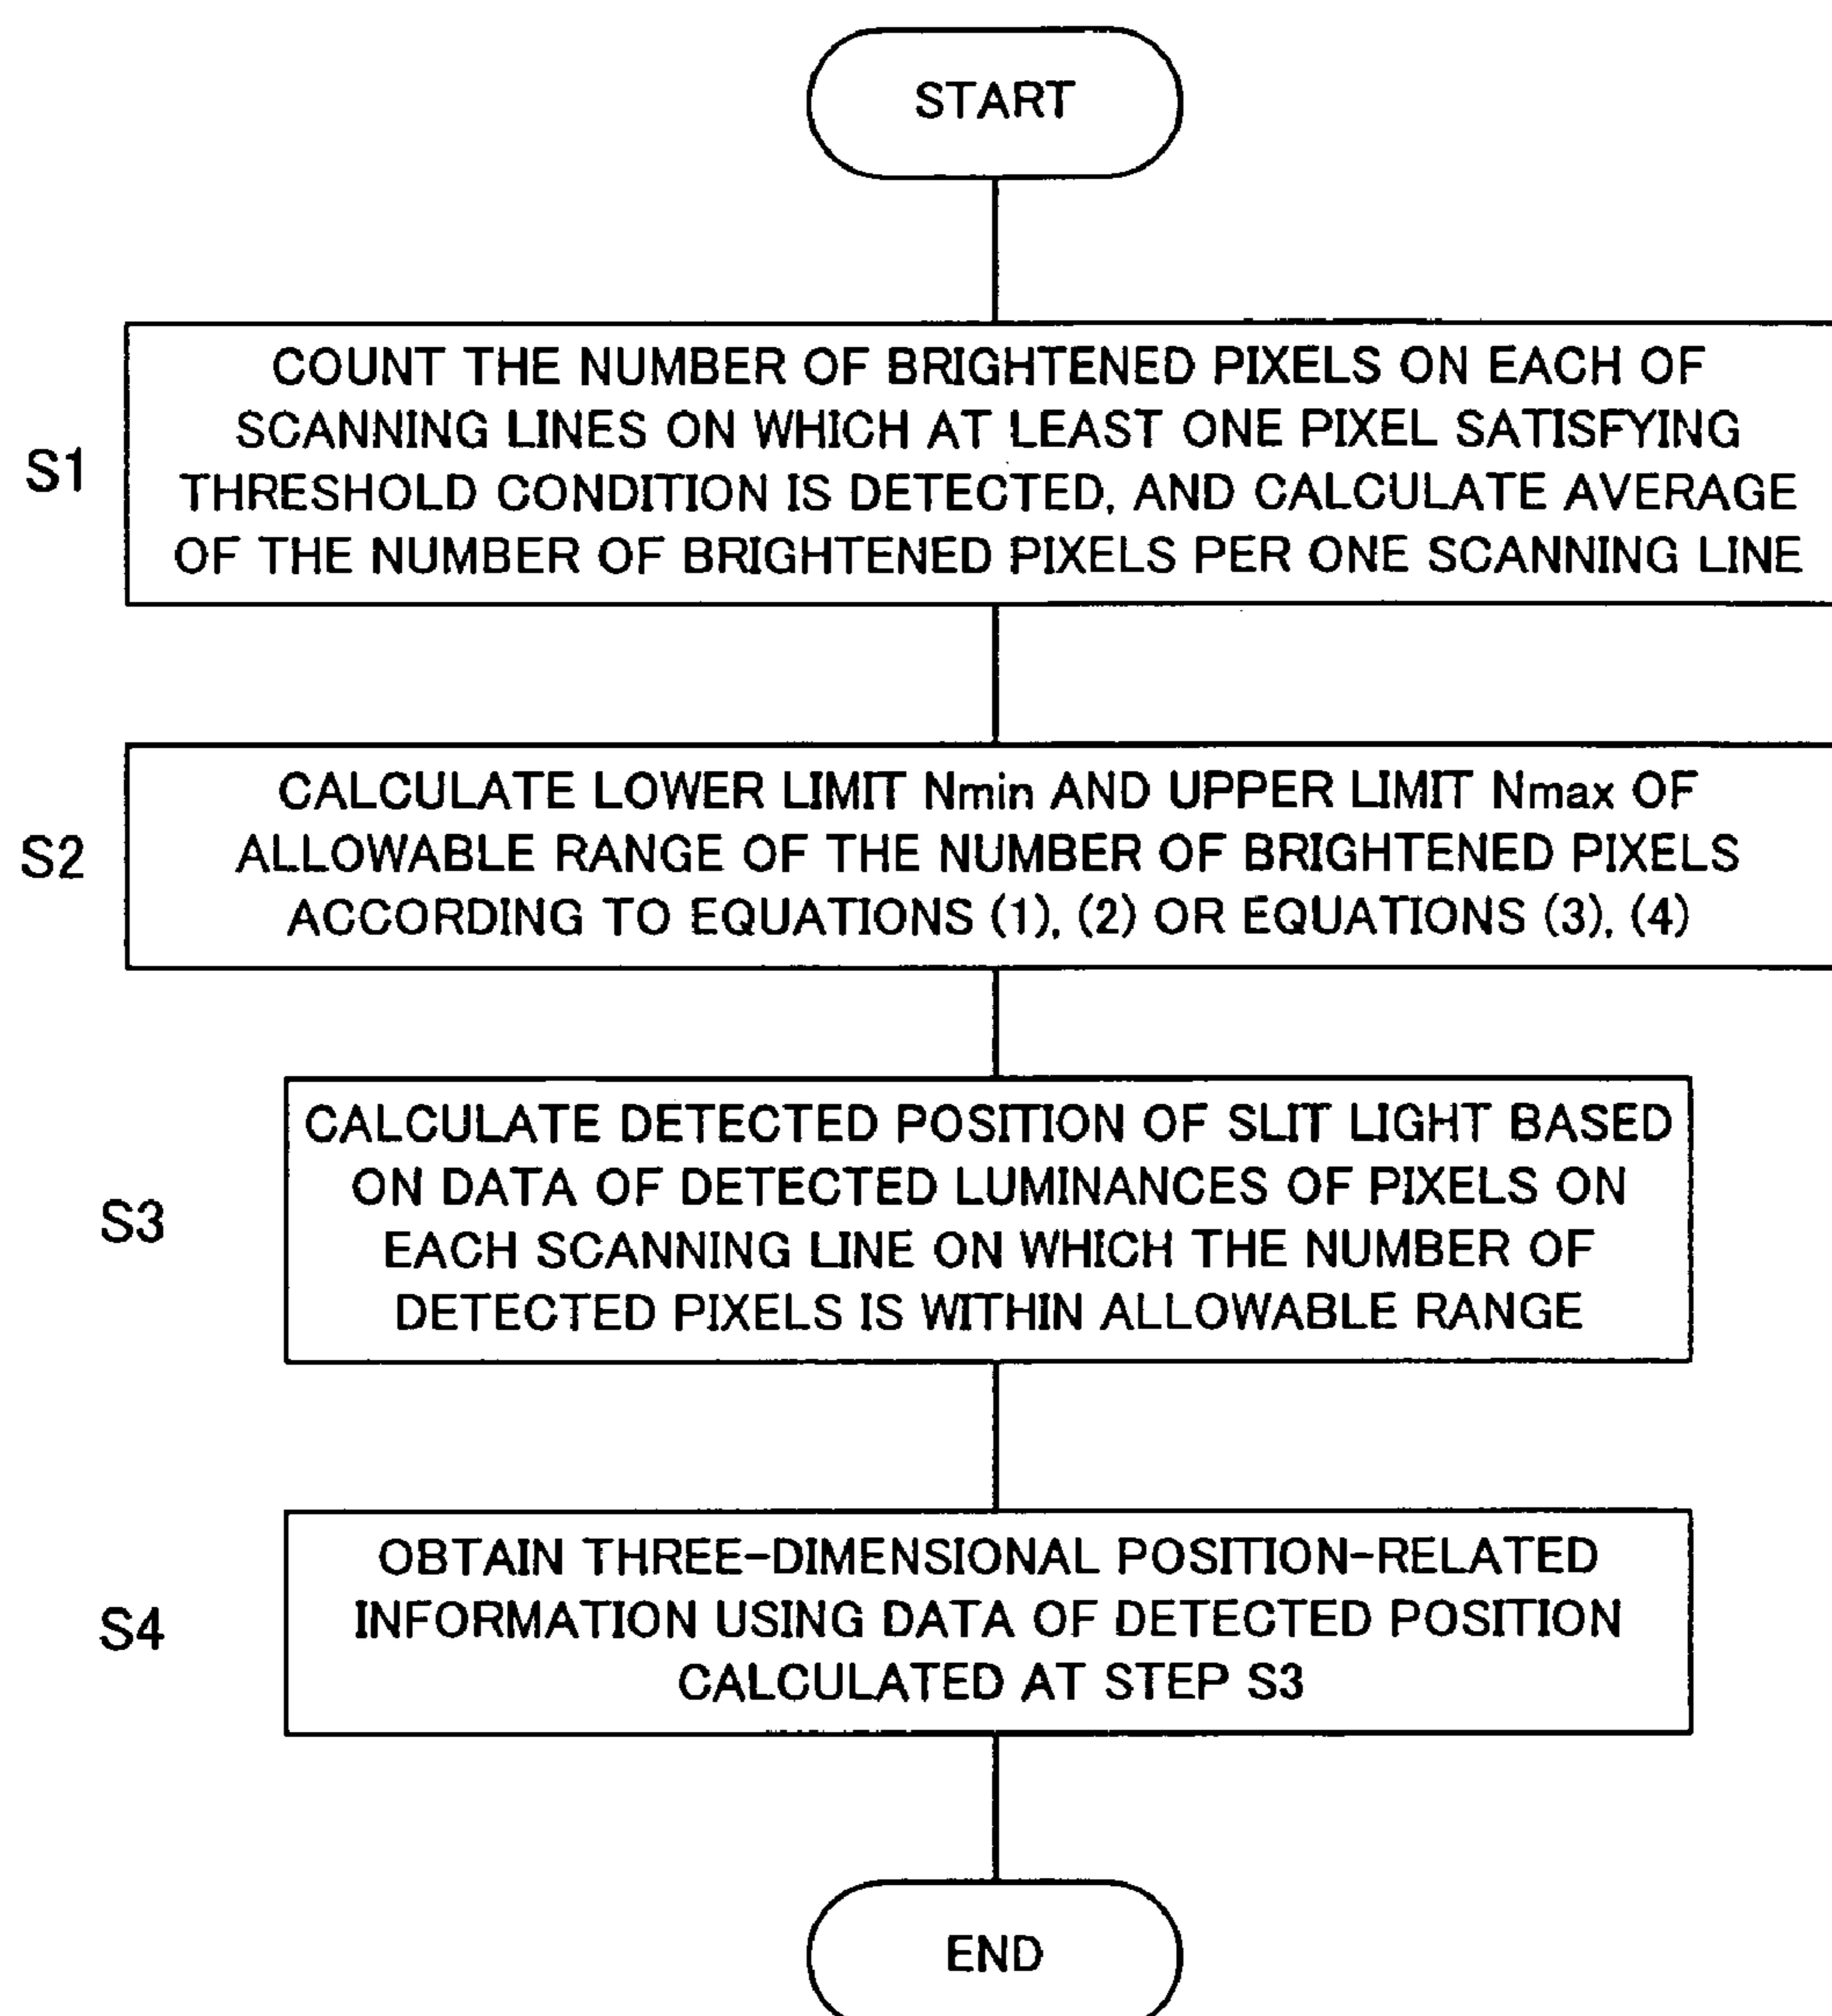 START
S1
COUNT THE NUMBER OF BRIGHTENED PIXELS ON EACH OF
SCANNING LINES ON WHICH AT LEAST ONE PIXEL SATISFYING
THRESHOLD CONDITION IS DETECTED, AND CALCULATE AVERAGE
OF THE NUMBER OF BRIGHTENED PIXELS PER ONE SCANNING LINE
S2
CALCULATE LOWER LIMIT Nmin AND UPPER LIMIT Nmax OF
ALLOWABLE RANGE OF THE NUMBER OF BRIGHTENED PIXELS
ACCORDING TO EQUATIONS (1), (2) OR EQUATIONS (3), (4)
S3
CALCULATE DETECTED POSITION OF SLIT LIGHT BASED
ON DATA OF DETECTED LUMINANCES OF PIXELS ON
EACH SCANNING LINE ON WHICH THE NUMBER OF
DETECTED PIXELS IS WITHIN ALLOWABLE RANGE
S4
OBTAIN THREE-DIMENSIONAL POSITION-RELATED
INFORMATION USING DATA OF DETECTED POSITION
CALCULATED AT STEP S3
END